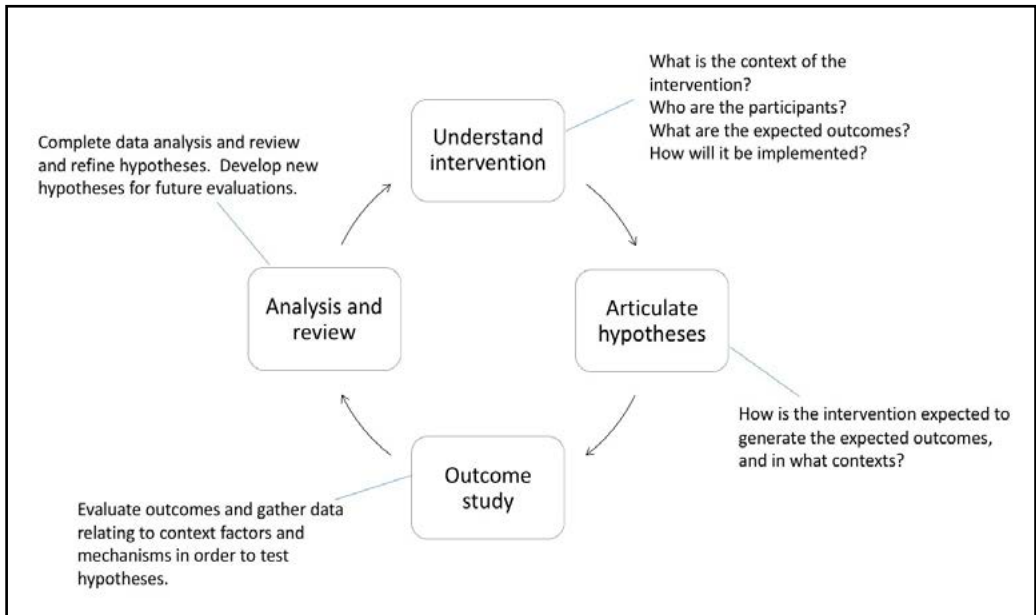 What is the context of the
intervention?
Who are the participants?
What are the expected outcomes?
How will it be implemented?
Understand
intervention
Complete data analysis and review
and refine hypotheses.  Develop new
hypotheses for future evaluations.
Analysis and
review
Articulate
hypotheses
How is the intervention expected to
generate the expected outcomes,
and in what contexts?
Outcome
study
Evaluate outcomes and gather data
relating to context factors and
mechanisms in order to test
hypotheses.